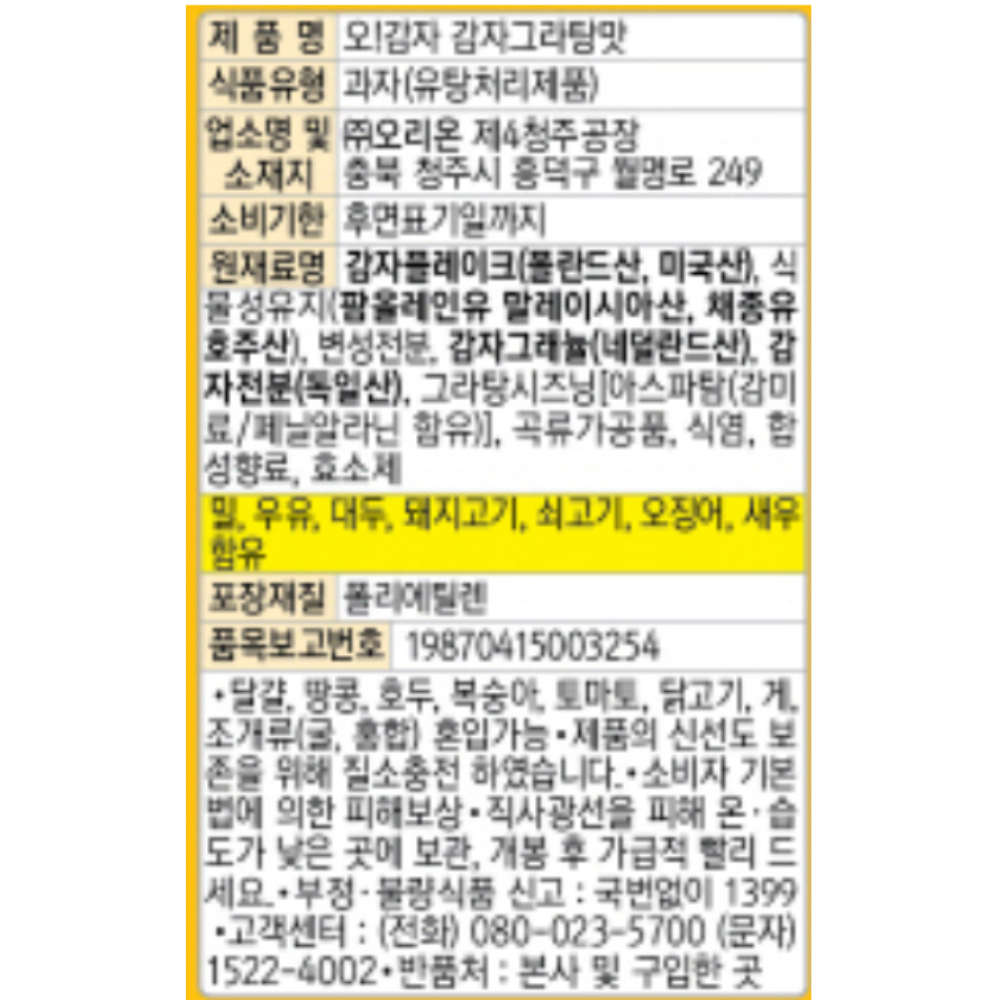 제 품 명 오!감자 감자그라탕맛
식품유형 과자(유탕처리제품)
업소명 및 ㈜오리온 제4청주공장
소재지 충북 청주시 흥덕구 월명로 249
소비기한 후면표기일까지
원재료명 감자플레이크(폴란드산, 미국산), 식
물성유지(팜올레인유 말레이시아산, 채종유
호주산), 변성전분, 감자그래뉼(네덜란드산), 감
자전분(독일산), 그라탕시즈닝[아스파탐(감미
료/페닐알라닌 함유)], 곡류가공품, 식염, 합
성향료, 효소제
밀, 우유, 대두, 돼지고기, 쇠고기, 오징어, 새우
함유
포장재질 폴리에틸렌
품목보고번호 19870415003254
•달걀, 땅콩, 호두, 복숭아, 토마토, 닭고기, 게,
조개류(굴, 홍합) 혼입가능•제품의 신선도 보
존을 위해 질소충전 하였습니다.•소비자 기본
법에 의한 피해보상•직사광선을 피해 온·습
도가 낮은 곳에 보관, 개봉 후 가급적 빨리 드
세요.•부정·불량식품 신고 : 국번없이 1399
•고객센터 : (전화) 080-023-5700 (문자)
1522-4002•반품처 : 본사 및 구입한 곳